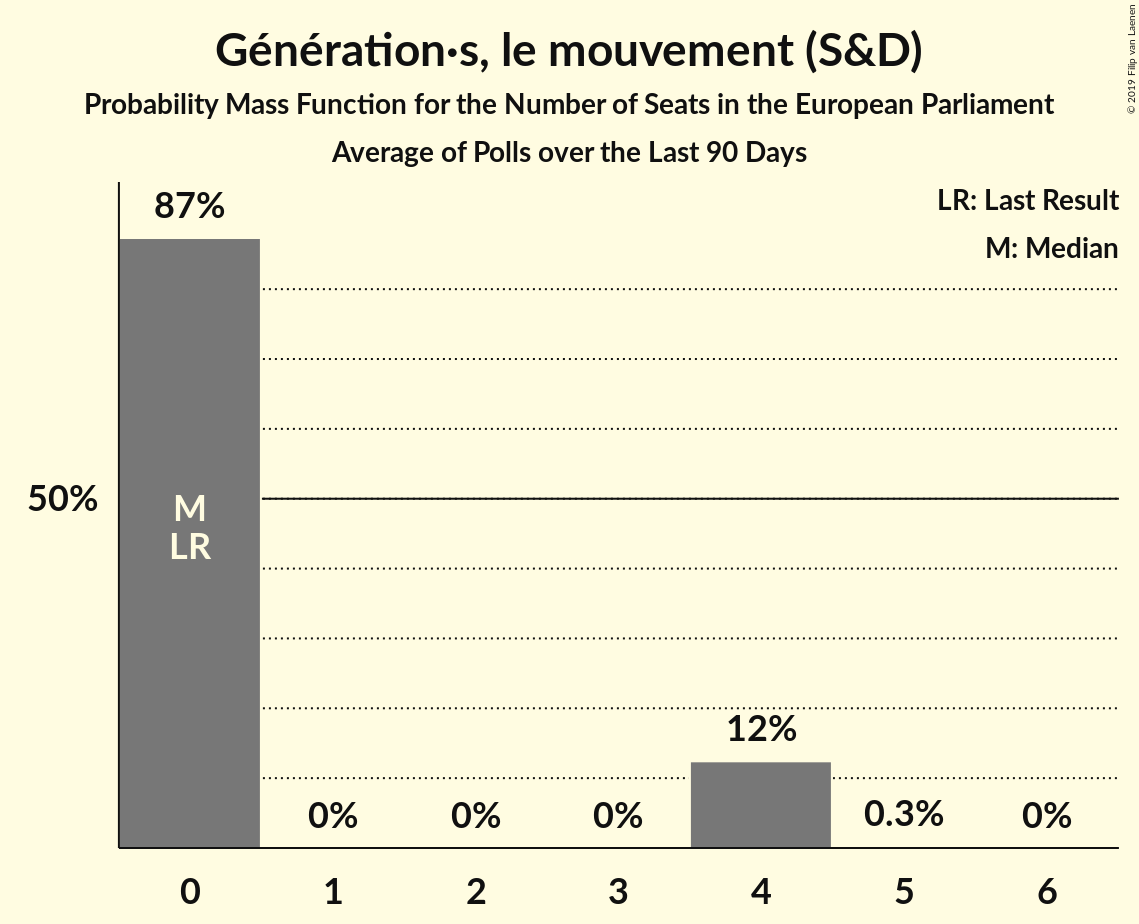 Génération·s, le mouvement (S&D)
Probability Mass Function for the Number of Seats in the European Parliament
Average of Polls over the Last 90 Days
© 2019 Filip van Laenen
LR: Last Result
M: Median
87%
50%
M
LR
0%
0%
0%
12%
0.3%
0%
0
1
2
3
4
5
6